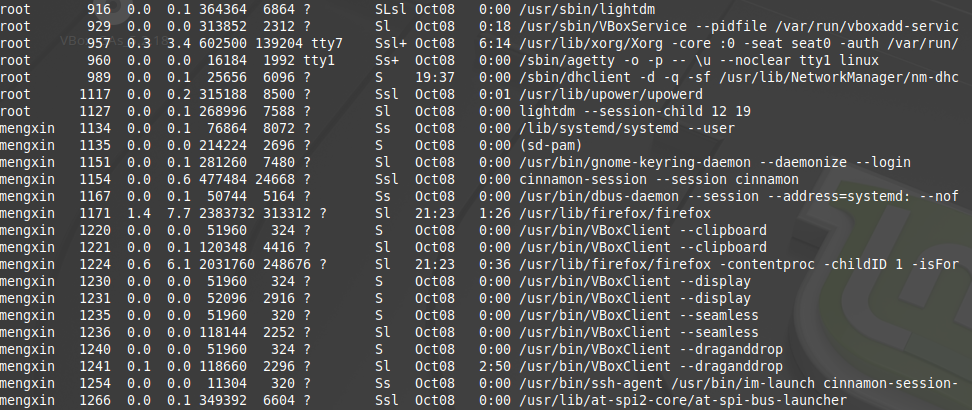 root 916 0.0 0.1 364364 6864 ? SLsl Oct08 0:00 /usr/sbin/lightdm
root 929 0.0 0.0 313852 2312 ? Sl Oct08 0:18 /usr/sbin/VBoxService --pidfile /var/run/vboxadd-servic
root 957 0.3 3.4 602500 139204 tty7 Ssl+ Oct08 6:14 /usr/lib/xorg/Xorg -core :0 -seat seat0 -auth /var/run/
root 960 0.0 0.0 16184 1992 tty1 Ss+ Oct08 0:00 /sbin/agetty -o -p -- \u --noclear tty1 linux
root 989 0.0 0.1 25656 6096 ? S 19:37 0:00 /sbin/dhclient -d -q -sf /usr/lib/NetworkManager/nm-dhc
root 1117 0.0 0.2 315188 8500 ? Ssl Oct08 0:01 /usr/lib/upower/upowerd
root 1127 0.0 0.1 268996 7588 ? Sl Oct08 0:00 lightdm --session-child 12 19
mengxin 1134 0.0 0.1 76864 8072 ? Ss Oct08 0:00 /lib/systemd/systemd --user
mengxin 1135 0.0 0.0 214224 2696 ? S Oct08 0:00 (sd-pam)
mengxin 1151 0.0 0.1 281260 7480 ? Sl Oct08 0:00 /usr/bin/gnome-keyring-daemon --daemonize --login
mengxin 1154 0.0 0.6 477484 24668 ? Ssl Oct08 0:00 cinnamon-session --session cinnamon
mengxin 1167 0.0 0.1 50744 5164 ? Ss Oct08 0:00 /usr/bin/dbus-daemon --session --address=systemd: --nof
mengxin 1171 1.4 7.7 2383732 313312 ? Sl 21:23 1:26 /usr/lib/firefox/firefox
mengxin 1220 0.0 0.0 51960 324 ? S Oct08 0:00 /usr/bin/VBoxClient --clipboard
mengxin 1221 0.0 0.1 120348 4416 ? Sl Oct08 0:00 /usr/bin/VBoxClient --clipboard
mengxin 1224 0.6 6.1 2031760 248676 ? Sl 21:23 0:36 /usr/lib/firefox/firefox -contentproc -childID 1 -isFor
mengxin 1230 0.0 0.0 51960 324 ? S Oct08 0:00 /usr/bin/VBoxClient --display
mengxin 1231 0.0 0.0 52096 2916 ? S Oct08 0:00 /usr/bin/VBoxClient --display
mengxin 1235 0.0 0.0 51960 320 ? S Oct08 0:00 /usr/bin/VBoxClient --seamless
mengxin 1236 0.0 0.0 118144 2252 ? Sl Oct08 0:00 /usr/bin/VBoxClient --seamless
mengxin 1240 0.0 0.0 51960 324 ? S Oct08 0:00 /usr/bin/VBoxClient --draganddrop
mengxin 1241 0.1 0.0 118660 2296 ? Sl Oct08 2:50 /usr/bin/VBoxClient --draganddrop
mengxin 1254 0.0 0.0 11304 320 ? Ss Oct08 0:00 /usr/bin/ssh-agent /usr/bin/im-launch cinnamon-session-
mengxin 1266 0.0 0.1 349392 6604 ? Ssl Oct08 0:00 /usr/lib/at-spi2-core/at-spi-bus-launcher